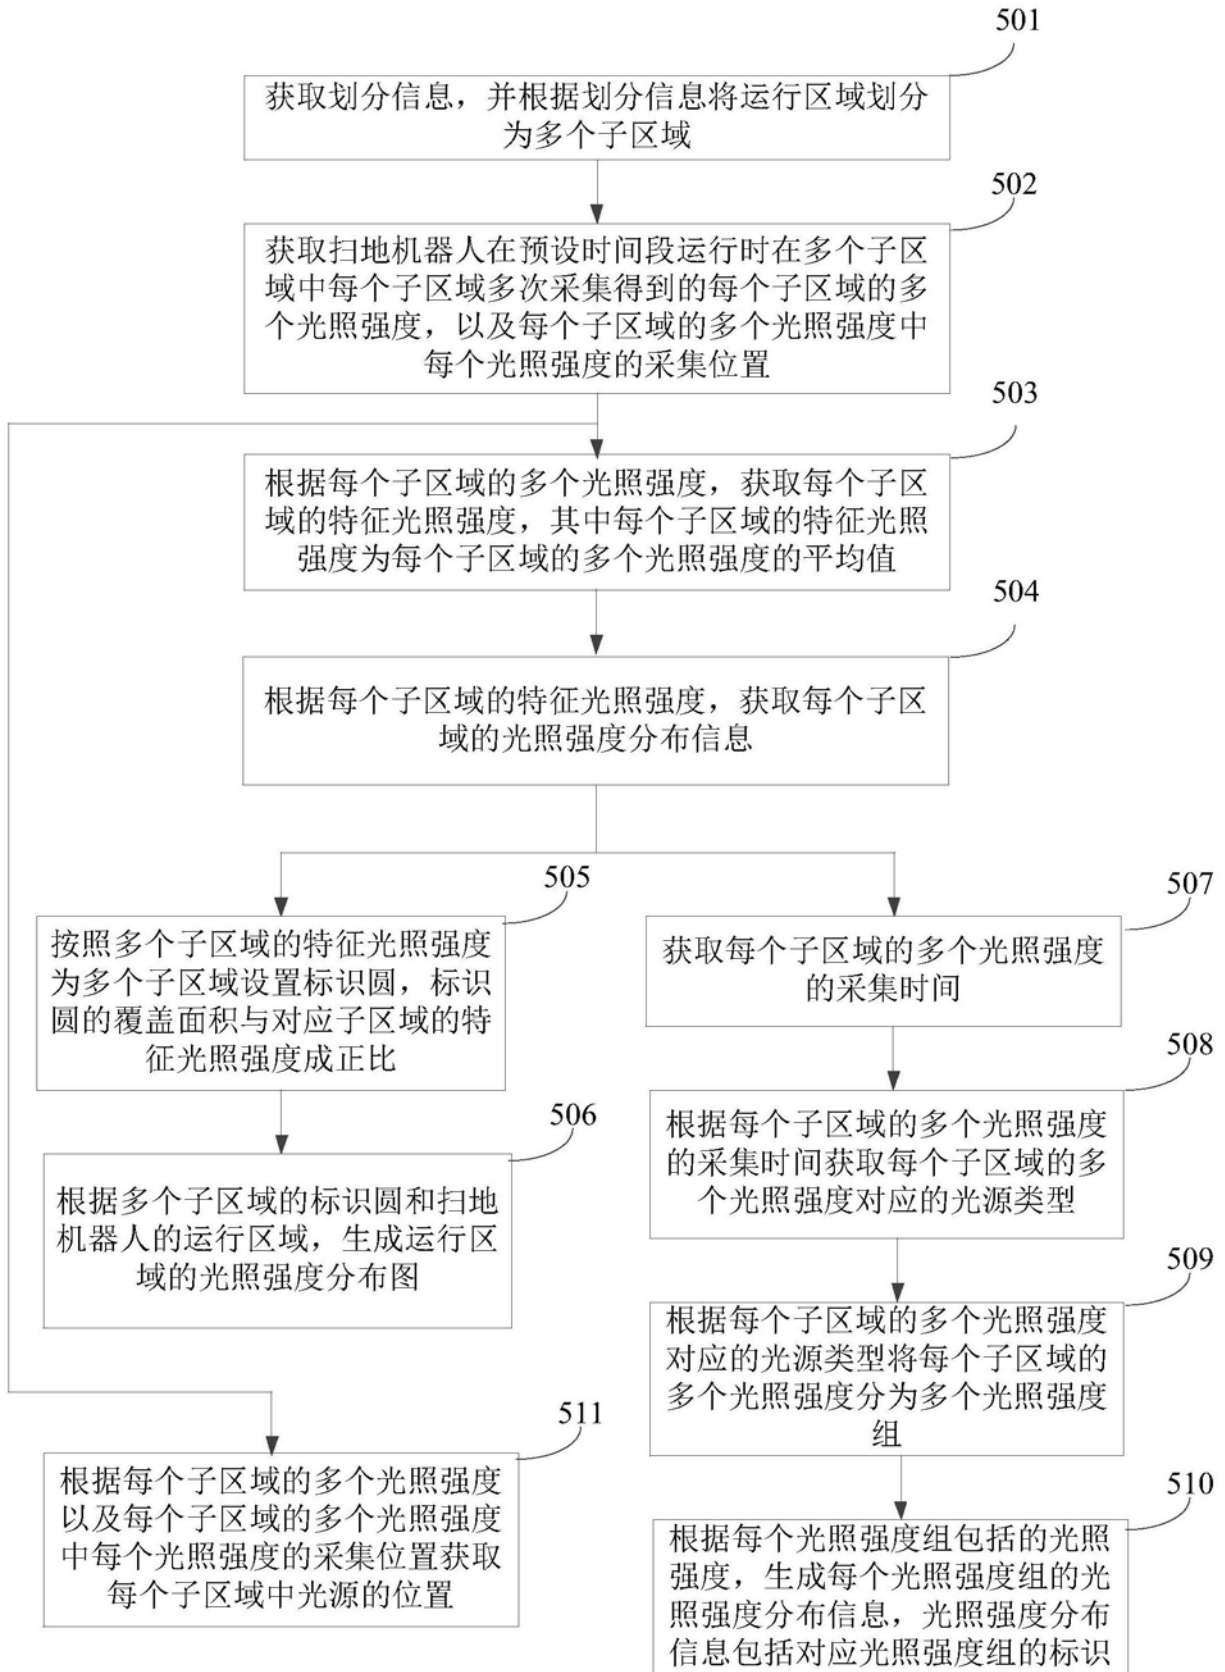 501
获取划分信息，并根据划分信息将运行区域划分
为多个子区域
502
获取扫地机器人在预设时间段运行时在多个子区
域中每个子区域多次采集得到的每个子区域的多
个光照强度，以及每个子区域的多个光照强度中
每个光照强度的采集位置
503
根据每个子区域的多个光照强度，获取每个子区
域的特征光照强度，其中每个子区域的特征光照
强度为每个子区域的多个光照强度的平均值
504
根据每个子区域的特征光照强度，获取每个子区
域的光照强度分布信息
505
按照多个子区域的特征光照强度
为多个子区域设置标识圆，标识
圆的覆盖面积与对应子区域的特
征光照强度成正比
506
根据多个子区域的标识圆和扫地
机器人的运行区域，生成运行区
域的光照强度分布图
507
获取每个子区域的多个光照强度
的采集时间
508
根据每个子区域的多个光照强度
的采集时间获取每个子区域的多
个光照强度对应的光源类型
509
根据每个子区域的多个光照强度
对应的光源类型将每个子区域的
多个光照强度分为多个光照强度
组
510
根据每个光照强度组包括的光照
强度，生成每个光照强度组的光
照强度分布信息，光照强度分布
信息包括对应光照强度组的标识
511
根据每个子区域的多个光照强度
以及每个子区域的多个光照强度
中每个光照强度的采集位置获取
每个子区域中光源的位置